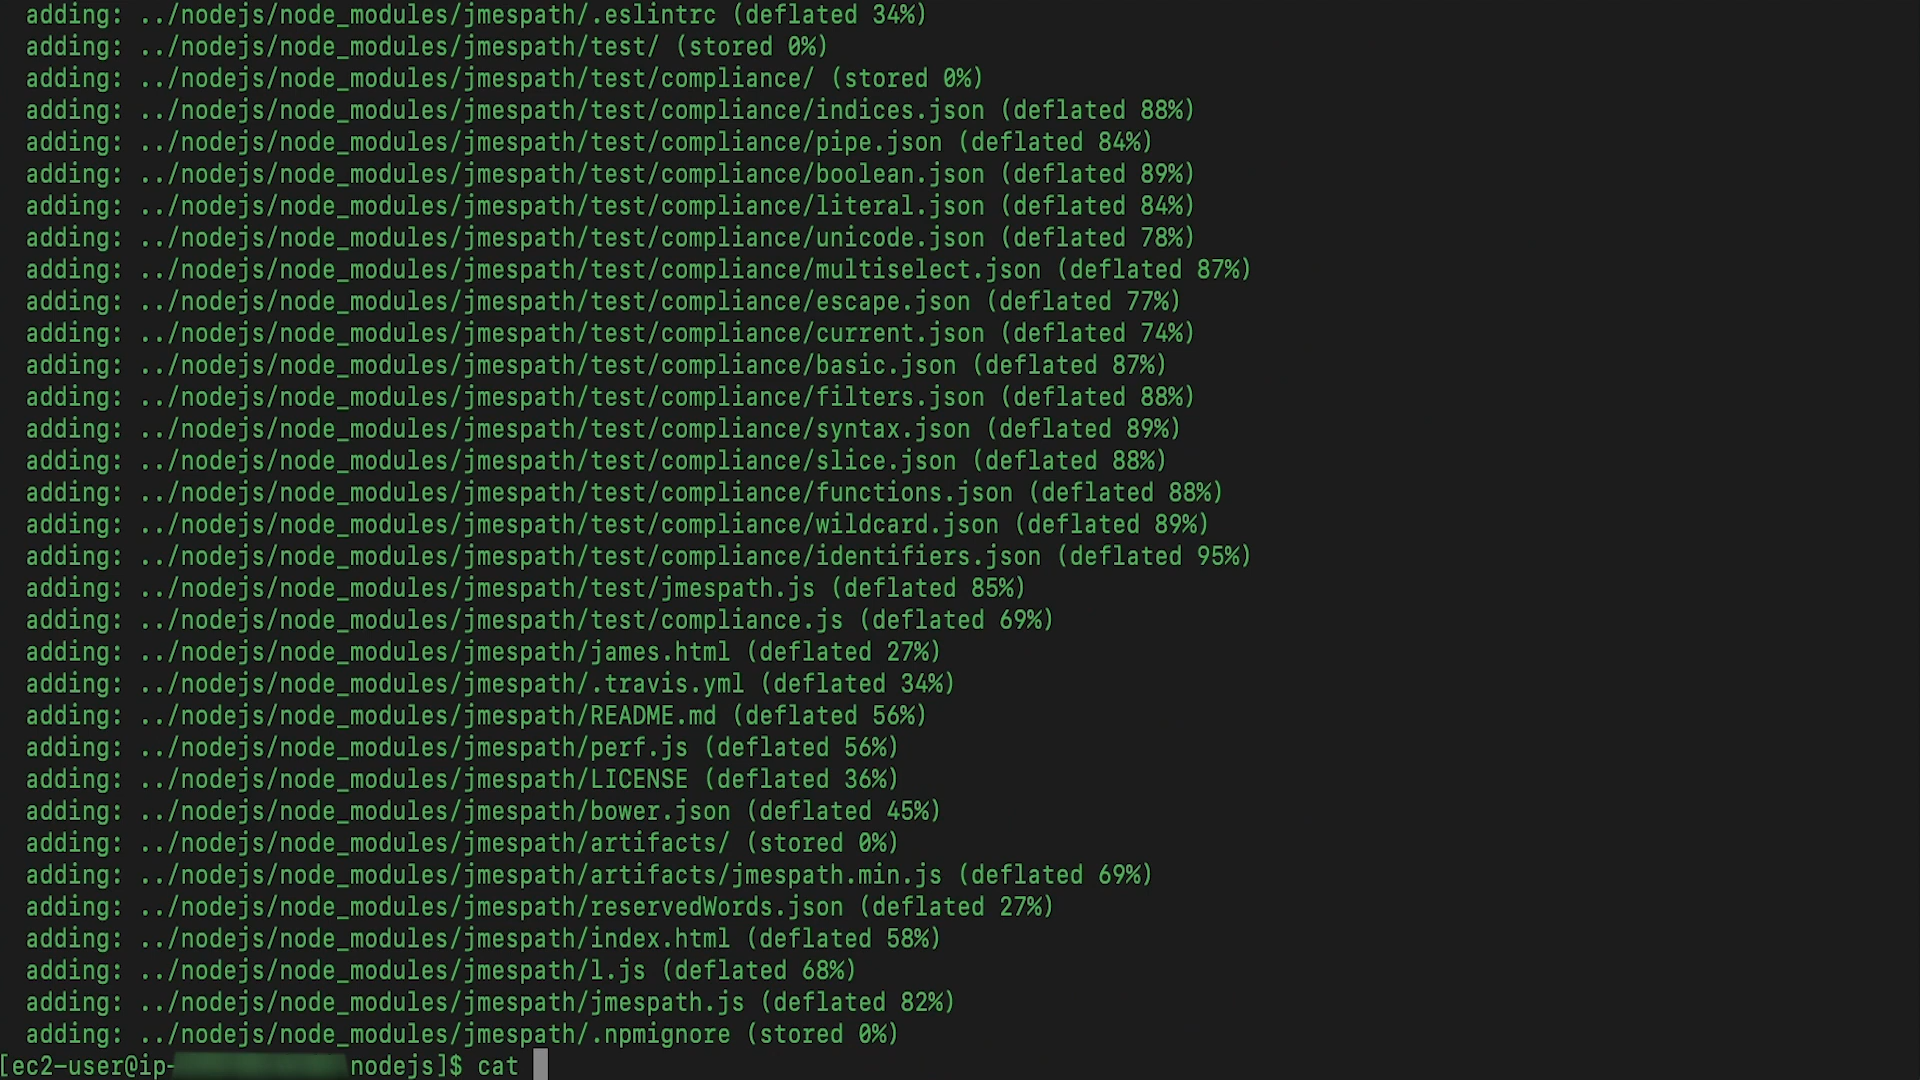 adding: ../nodejs/node_modules/jmespath/.eslintrc (deflated 34%)
adding: ../nodejs/node_modules/jmespath/test/ (stored 0%)
adding: ../nodejs/node_modules/jmespath/test/compliance/ (stored 0%)
adding: ../nodejs/node_modules/jmespath/test/compliance/indices.json (deflated 88%)
adding: ../nodejs/node_modules/jmespath/test/compliance/pipe.json (deflated 84%)
adding: ../nodejs/node_modules/jmespath/test/compliance/boolean.json (deflated 89%)
adding: ../nodejs/node_modules/jmespath/test/compliance/literal.json (deflated 84%)
adding: ../nodejs/node_modules/jmespath/test/compliance/unicode.json (deflated 78%)
adding: ../nodejs/node_modules/jmespath/test/compliance/multiselect.json (deflated 87%)
adding: ../nodejs/node_modules/jmespath/test/compliance/escape.json (deflated 77%)
adding: ../nodejs/node_modules/jmespath/test/compliance/current.json (deflated 74%)
adding: ../nodejs/node_modules/jmespath/test/compliance/basic.json (deflated 87%)
adding: ../nodejs/node_modules/jmespath/test/compliance/filters.json (deflated 88%)
adding: ../nodejs/node_modules/jmespath/test/compliance/syntax.json (deflated 89%)
adding: ../nodejs/node_modules/jmespath/test/compliance/slice.json (deflated 88%)
adding: ../nodejs/node_modules/jmespath/test/compliance/functions.json (deflated 88%)
adding: ../nodejs/node_modules/jmespath/test/compliance/wildcard.json (deflated 89%)
adding: ../nodejs/node_modules/jmespath/test/compliance/identifiers.json (deflated 95%)
adding: ../nodejs/node_modules/jmespath/test/jmespath.js (deflated 85%)
adding: ../nodejs/node_modules/jmespath/test/compliance.js (deflated 69%)
adding: ../nodejs/node_modules/jmespath/james.html (deflated 27%)
adding: ../nodejs/node_modules/jmespath/.travis.yml (deflated 34%)
adding: ../nodejs/node_modules/jmespath/README.md (deflated 56%)
adding: ../nodejs/node_modules/jmespath/perf.js (deflated 56%)
adding: ../nodejs/node_modules/jmespath/LICENSE (deflated 36%)
adding: ../nodejs/node_modules/jmespath/bower.json (deflated 45%)
adding: ../nodejs/node_modules/jmespath/artifacts/ (stored 0%)
adding: ../nodejs/node_modules/jmespath/artifacts/jmespath.min.js (deflated 69%)
adding: ../nodejs/node_modules/jmespath/reservedWords.json (deflated 27%)
adding: ../nodejs/node_modules/jmespath/index.html (deflated 58%)
adding: ../nodejs/node_modules/jmespath/l.js (deflated 68%)
adding: ../nodejs/node_modules/jmespath/jmespath.js (deflated 82%)
adding: ../nodejs/node_modules/jmespath/.npmignore (stored 0%)
[ec2-user@ip- nodejs]$ cat